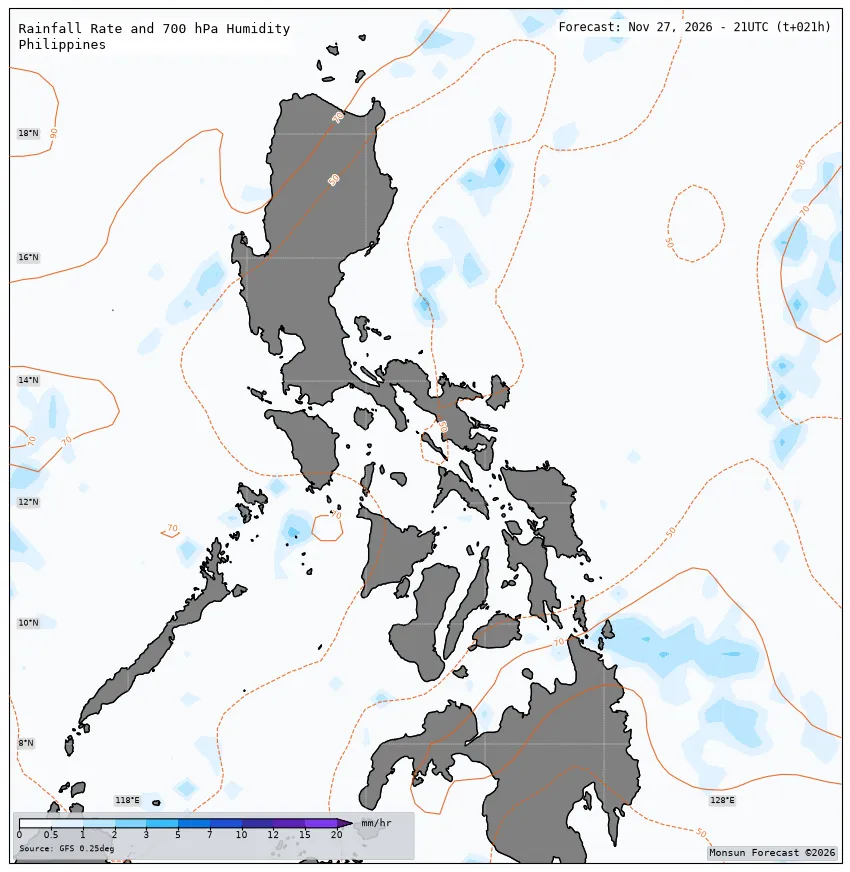 Rainfall Rate and 700 hPa Humidity
Philippines
Forecast: Nov 27, 2026 - 21UTC (t+021h)
18°N
16°N
14°N
12°N
10°N
8°N
118°E
128°E
90
70
50
50
70
50
50
70
70
70
70
50
50
70
50
0 0.5 1 2 3 5 7 10 12 15 20 mm/hr
Source: GFS 0.25deg
Monsun Forecast ©2026